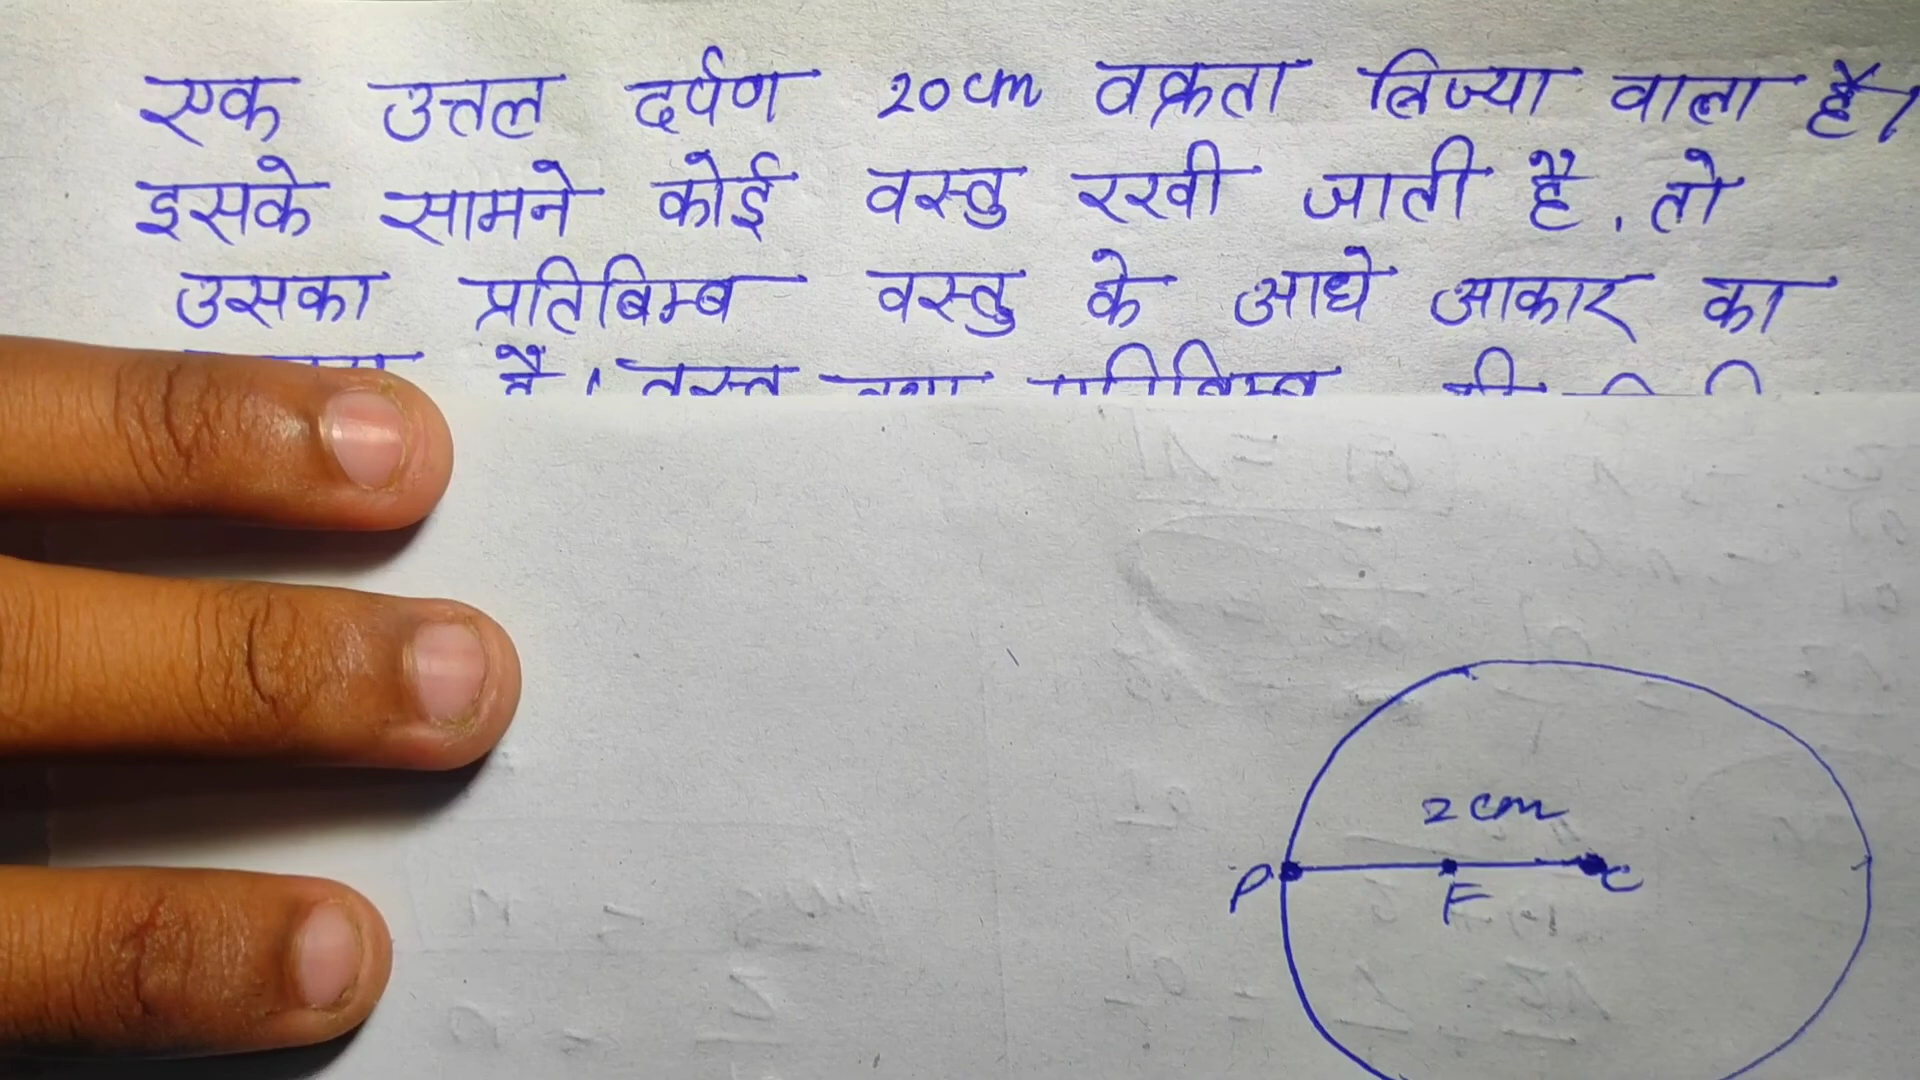 एक उत्तल दर्पण 20cm वक्रता त्रिज्या वाला है।
इसके सामने कोई वस्तु रखी जाती है, तो
उसका प्रतिबिम्ब वस्तु के आधे आकार का
है।
2cm
P F C